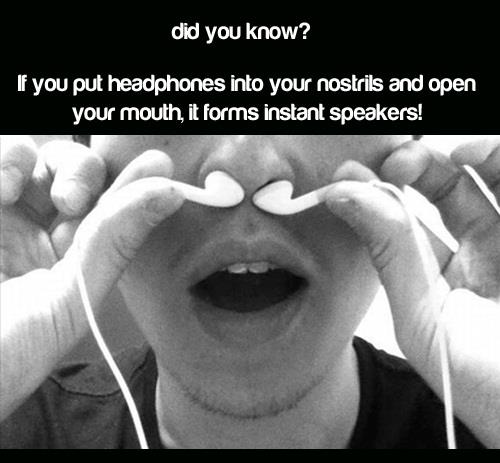 did you know?
If you put headphones into your nostrils and open
your mouth, it forms instant speakers!